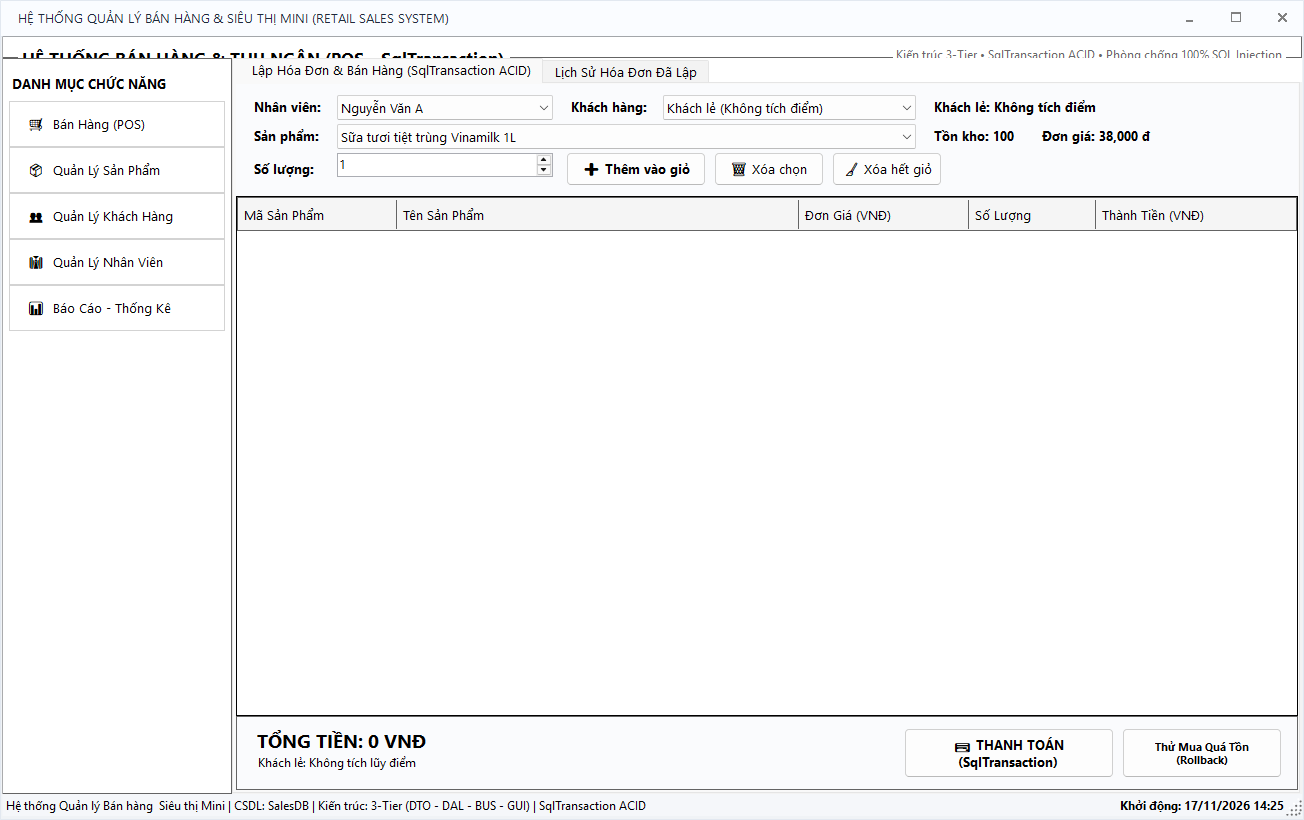 HỆ THỐNG QUẢN LÝ BÁN HÀNG & SIÊU THỊ MINI (RETAIL SALES SYSTEM)
HỆ THỐNG BÁN HÀNG & THU NGÂN (POS - SqlTransaction)
Kiến trúc 3-Tier • SqlTransaction ACID • Phòng chống 100% SQL Injection
DANH MỤC CHỨC NĂNG
Bán Hàng (POS)
Quản Lý Sản Phẩm
Quản Lý Khách Hàng
Quản Lý Nhân Viên
Báo Cáo - Thống Kê
Lập Hóa Đơn & Bán Hàng (SqlTransaction ACID)
Lịch Sử Hóa Đơn Đã Lập
Nhân viên: Nguyễn Văn A Khách hàng: Khách lẻ (Không tích điểm) Khách lẻ: Không tích điểm
Sản phẩm: Sữa tươi tiệt trùng Vinamilk 1L Tồn kho: 100 Đơn giá: 38,000 đ
Số lượng: 1 Thêm vào giỏ Xóa chọn Xóa hết giỏ
Mã Sản Phẩm Tên Sản Phẩm Đơn Giá (VNĐ) Số Lượng Thành Tiền (VNĐ)
TỔNG TIỀN: 0 VNĐ
Khách lẻ: Không tích lũy điểm
THANH TOÁN
(SqlTransaction)
Thử Mua Quá Tồn
(Rollback)
Hệ thống Quản lý Bán hàng Siêu thị Mini | CSDL: SalesDB | Kiến trúc: 3-Tier (DTO - DAL - BUS - GUI) | SqlTransaction ACID
Khởi động: 17/11/2026 14:25